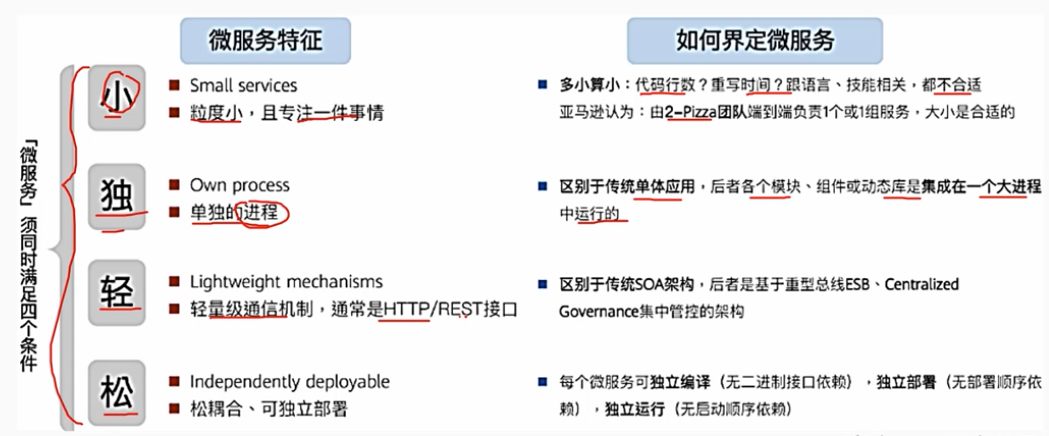 微服务特征
如何界定微服务
「微服务」须同时满足四个条件
小
Small services
粒度小，且专注一件事情
多小算小：代码行数？重写时间？跟语言、技能相关，都不合适
亚马逊认为：由2-Pizza团队端到端负责1个或1组服务，大小是合适的
独
Own process
单独的进程
区别于传统单体应用，后者各个模块、组件或动态库是集成在一个大进程
中运行的
轻
Lightweight mechanisms
轻量级通信机制，通常是HTTP/REST接口
区别于传统SOA架构，后者是基于重型总线ESB、Centralized
Governance集中管控的架构
松
Independently deployable
松耦合、可独立部署
每个微服务可独立编译（无二进制接口依赖），独立部署（无部署顺序依
赖），独立运行（无启动顺序依赖）